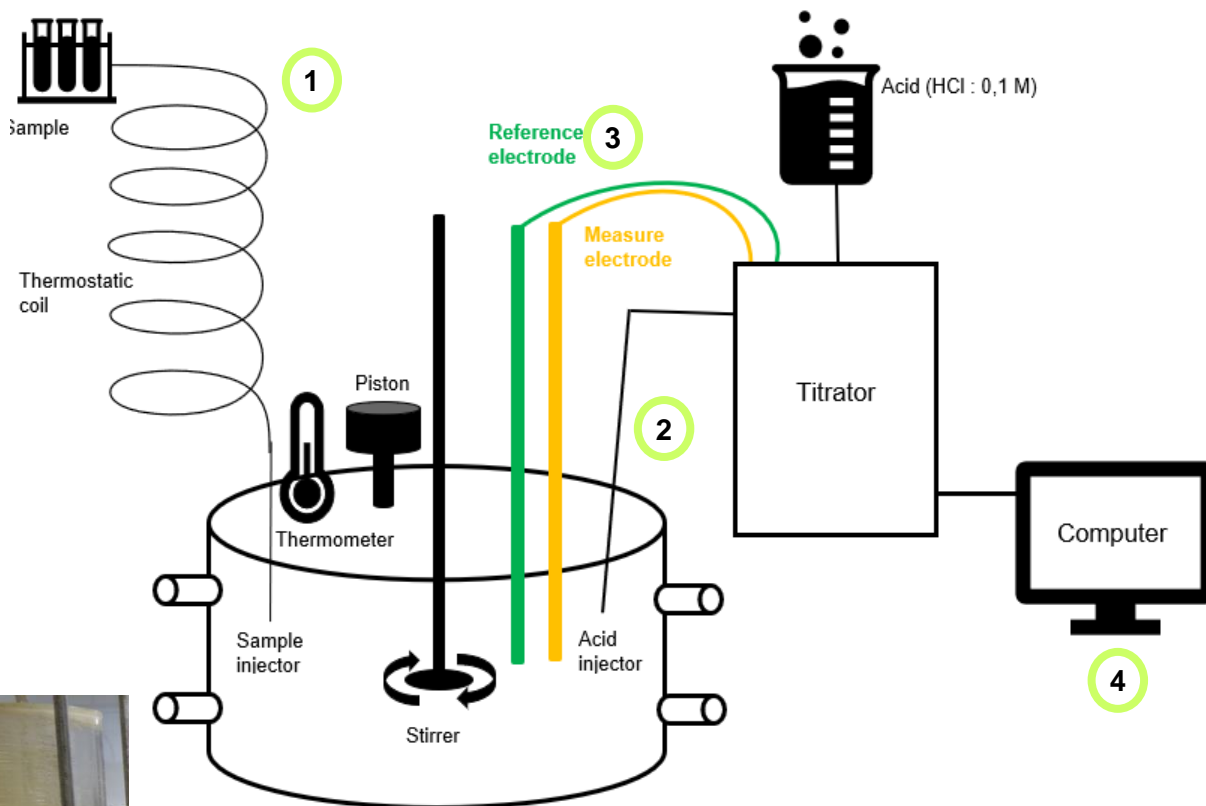 1
Sample
Thermostatic
coil
Reference
electrode
3
Measure
electrode
Acid (HCl : 0,1 M)
Piston
Thermometer
2
Titrator
Computer
Sample
injector
Acid
injector
Stirrer
4